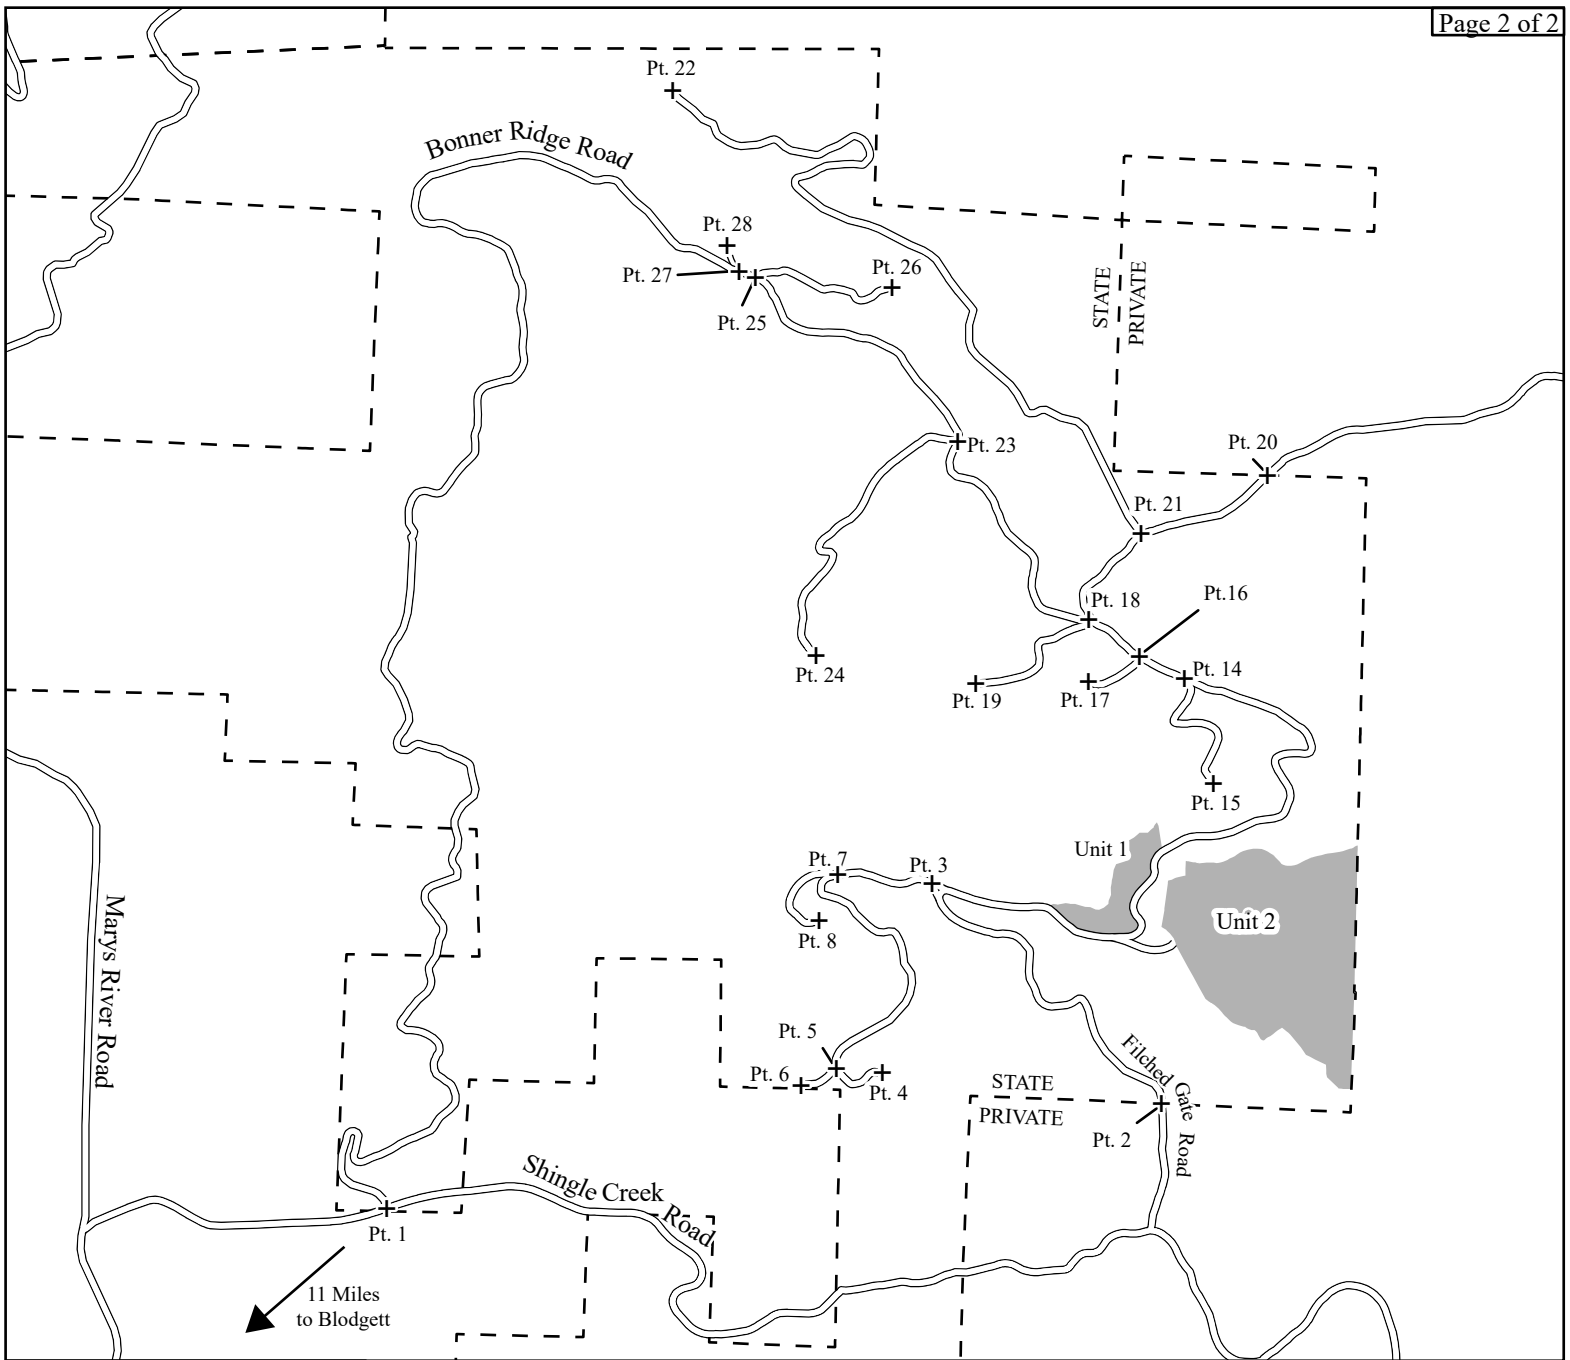 Page 2 of 2
Pt. 22
Bonner Ridge Road
Pt. 28
Pt. 27
Pt. 26
Pt. 25
STATE
PRIVATE
Pt. 23
Pt. 20
Pt. 21
Pt. 18
Pt.16
Pt. 24
Pt. 19
Pt. 17
Pt. 14
Pt. 15
Unit 1
Pt. 7
Pt. 3
Pt. 8
Unit 2
Marys River Road
Pt. 5
Pt. 6
Pt. 4
Filched Gate Road
STATE
PRIVATE
Pt. 2
Shingle Creek Road
Pt. 1
11 Miles
to Blodgett